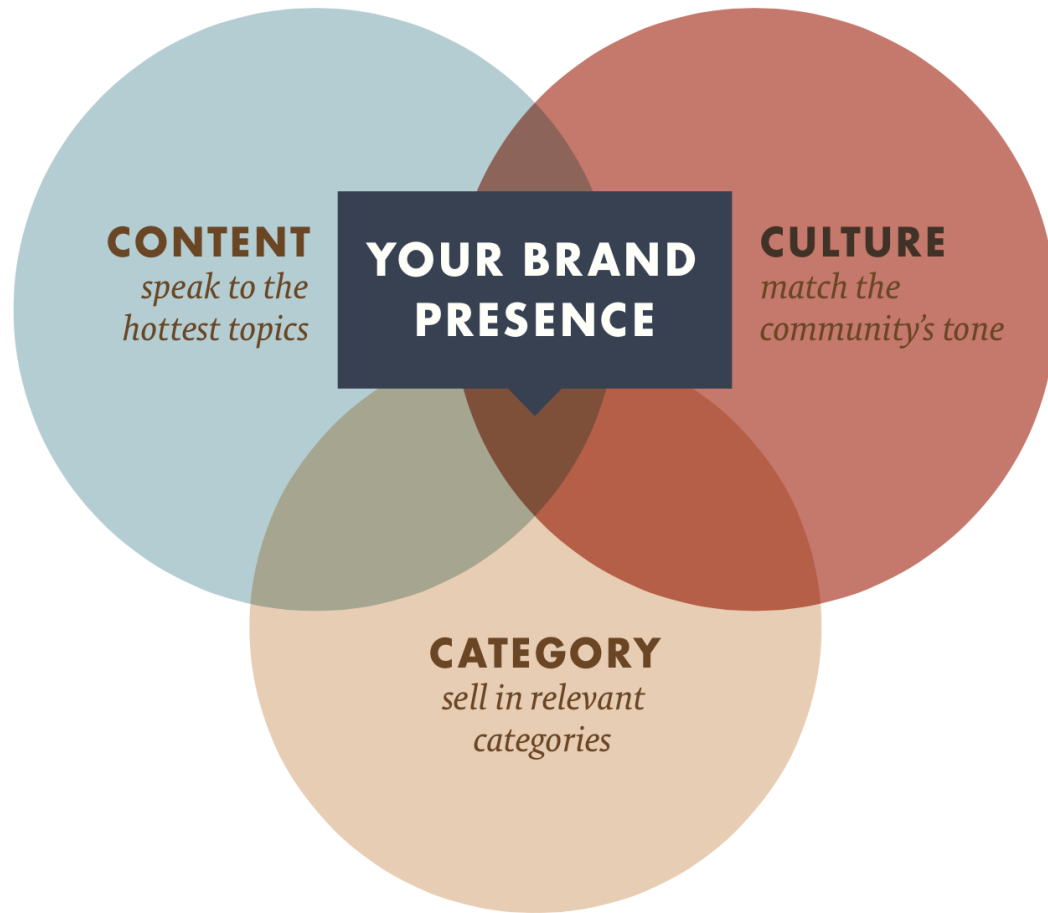 CONTENT
speak to the
hottest topics
YOUR BRAND
PRESENCE
CULTURE
match the
community’s tone
CATEGORY
sell in relevant
categories